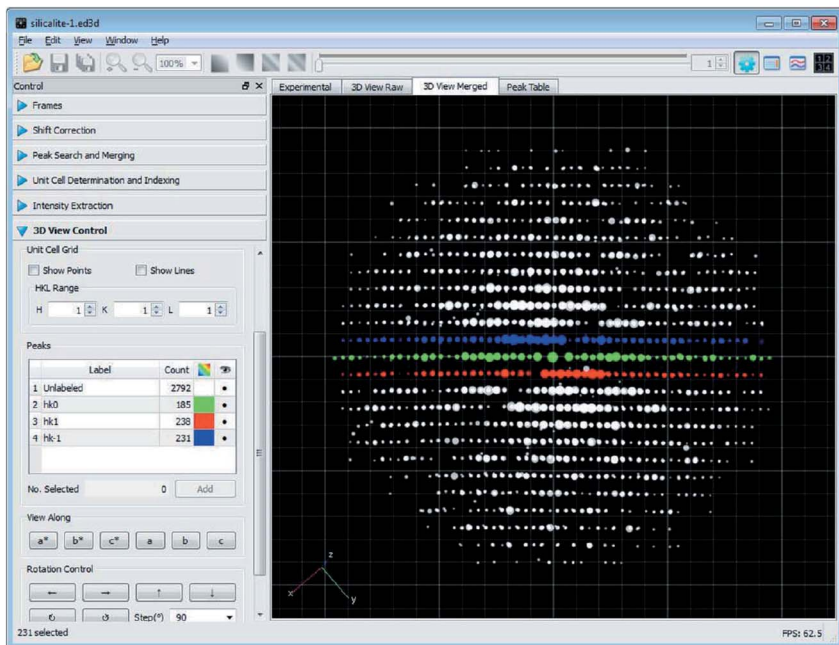 silicalite-1.ed3d
File Edit View Window Help
100% 1
Control
Experimental 3D View Raw 3D View Merged Peak Table
Frames
Shift Correction
Peak Search and Merging
Unit Cell Determination and Indexing
Intensity Extraction
3D View Control
Unit Cell Grid
Show Points Show Lines
HKL Range
H 1 K 1 L 1
Peaks
Label Count
1 Unlabeled 2792
2 hk0 185
3 hk1 238
4 hk-1 231
No. Selected 0 Add
View Along
a* b* c* a b c
Rotation Control
← → ↑ ↓
↻ ↺ Step(°) 90
z
x
y
231 selected FPS: 62.5